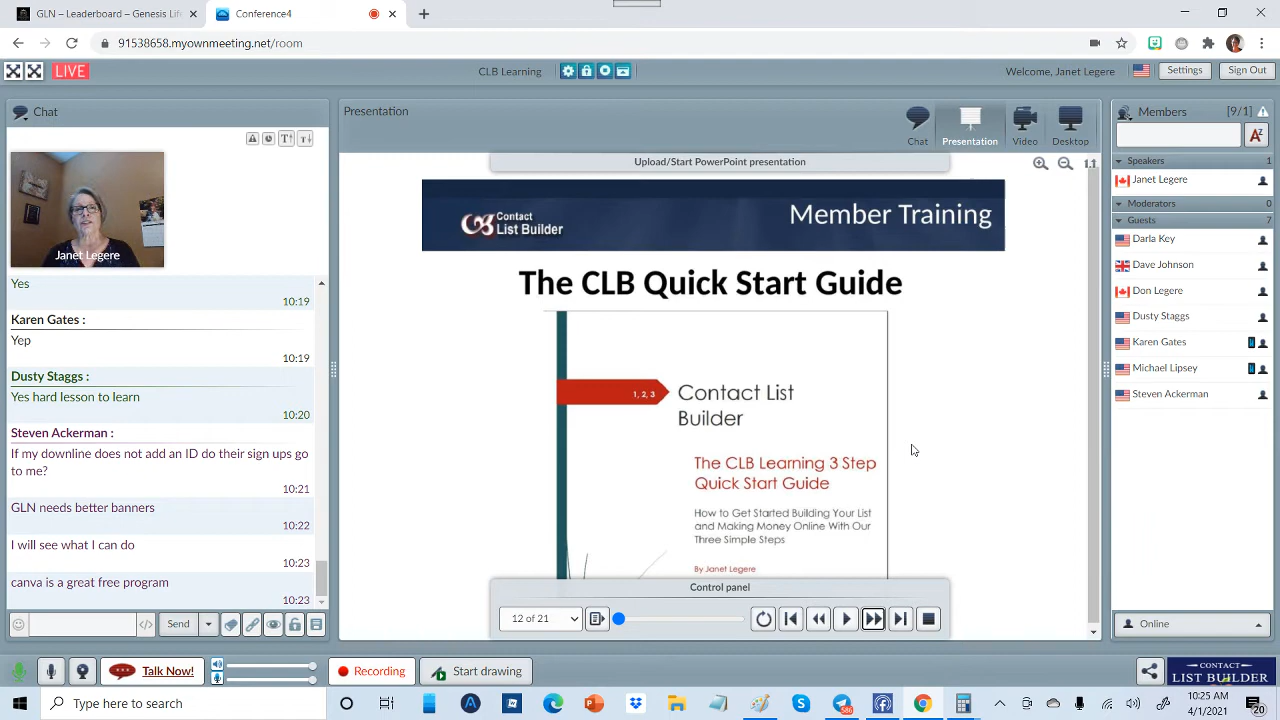 GLN – Leaderboard – Genesis Lif
Conference4
91538658.myownmeeting.net/room
LIVE
CLB Learning
Welcome, Janet Legere
Settings
Sign Out
Chat
Janet Legere
Yes
10:19
Karen Gates :
Yep
10:19
Dusty Staggs :
Yes hard lesson to learn
10:20
Steven Ackerman :
If my downline does not add an ID do their sign ups go
to me?
10:21
GLN needs better banners
10:22
I will see what I can do
10:23
canva is a great free program
10:23
Send
Presentation
Chat
Presentation
Video
Desktop
Upload/Start PowerPoint presentation
1:1
Contact
List Builder
Member Training
The CLB Quick Start Guide
1, 2, 3
Contact List
Builder
The CLB Learning 3 Step
Quick Start Guide
How to Get Started Building Your List
and Making Money Online With Our
Three Simple Steps
By Janet Legere
Control panel
12 of 21
Members
[9/1]
Speakers
1
Janet Legere
Moderators
0
Guests
7
Darla Key
Dave Johnson
Don Legere
Dusty Staggs
Karen Gates
Michael Lipsey
Steven Ackerman
Online
Talk Now!
Recording
Start drawing
CONTACT
LIST BUILDER
Type here to search
586
10:25 AM
4/1/2021
20